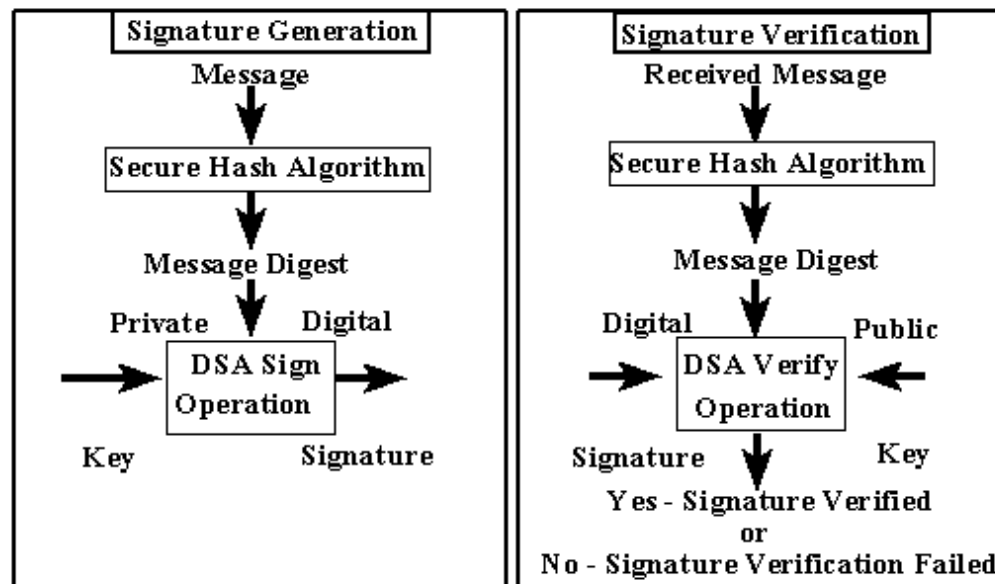 Signature Generation
Message
Secure Hash Algorithm
Message Digest
Private
Digital
DSA Sign
Operation
Key
Signature
Signature Verification
Received Message
Secure Hash Algorithm
Message Digest
Digital
Public
DSA Verify
Operation
Signature
Key
Yes - Signature Verified
or
No - Signature Verification Failed